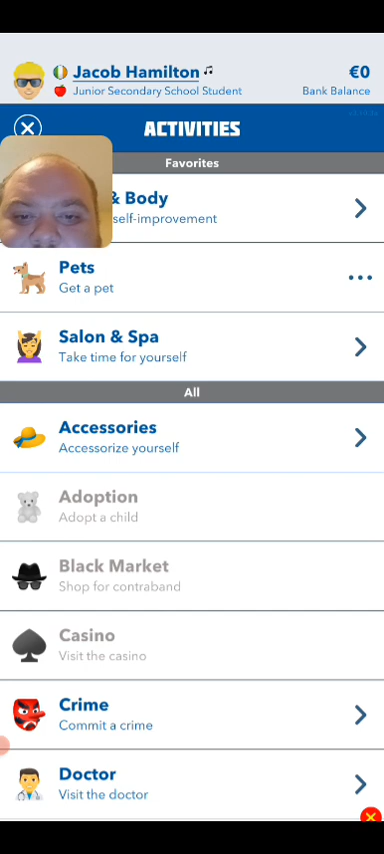 Jacob Hamilton
€0
Junior Secondary School Student
Bank Balance
ACTIVITIES
Favorites
& Body
self-improvement
Pets
Get a pet
Salon & Spa
Take time for yourself
All
Accessories
Accessorize yourself
Adoption
Adopt a child
Black Market
Shop for contraband
Casino
Visit the casino
Crime
Commit a crime
Doctor
Visit the doctor